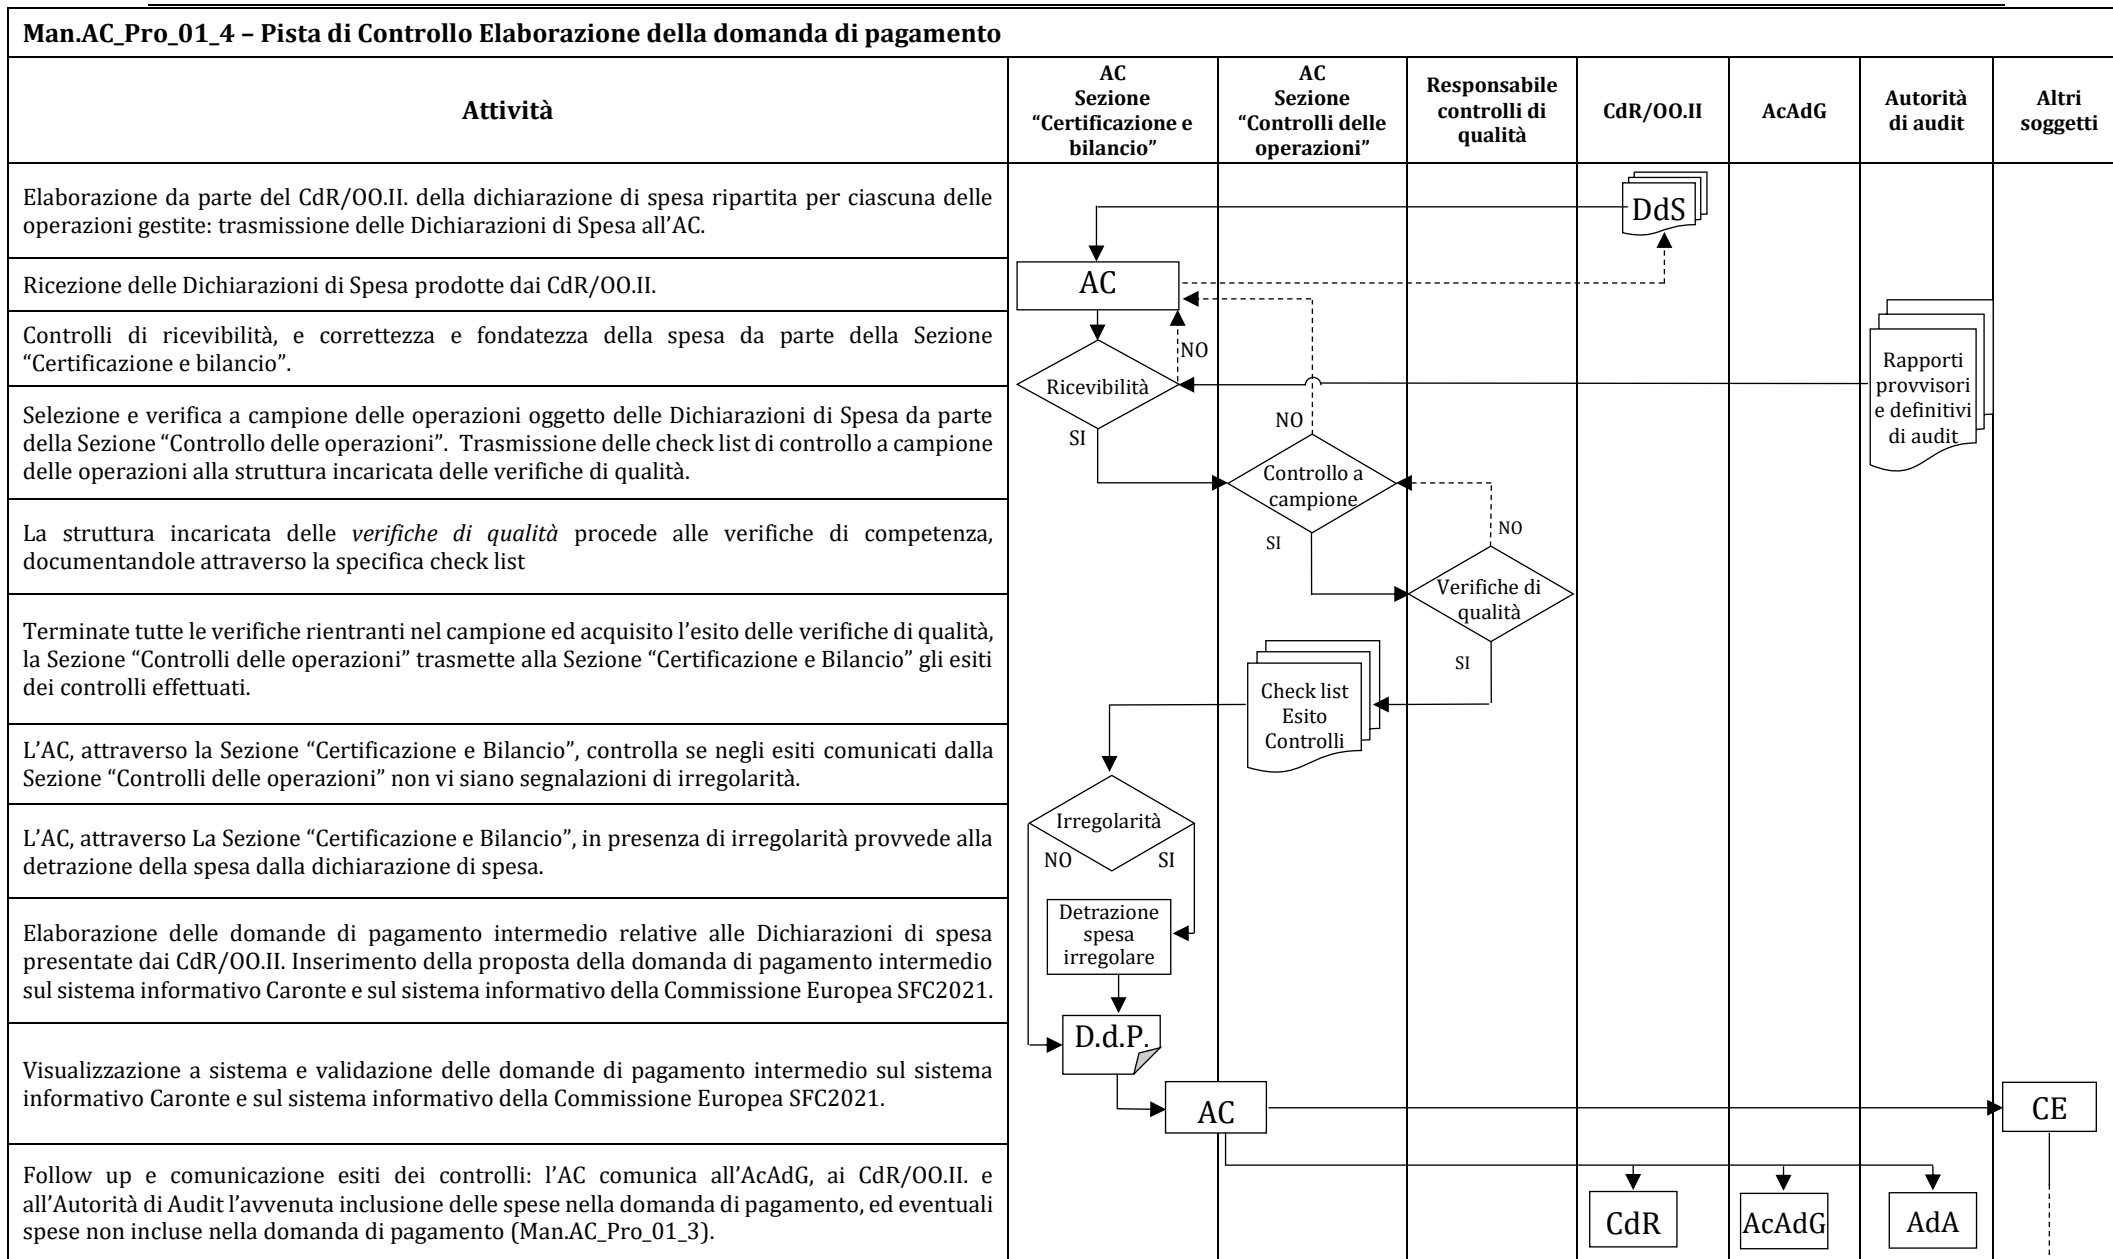 Man.AC_Pro_01_4 – Pista di Controllo Elaborazione della domanda di pagamento
Attività
AC
Sezione
“Certificazione e
bilancio”
AC
Sezione
“Controlli delle
operazioni”
Responsabile
controlli di
qualità
CdR/OO.II
AcAdG
Autorità
di audit
Altri
soggetti
Elaborazione da parte del CdR/OO.II. della dichiarazione di spesa ripartita per ciascuna delle
operazioni gestite: trasmissione delle Dichiarazioni di Spesa all’AC.
DdS
Ricezione delle Dichiarazioni di Spesa prodotte dai CdR/OO.II.
AC
Controlli di ricevibilità, e correttezza e fondatezza della spesa da parte della Sezione
“Certificazione e bilancio”.
NO
Ricevibilità
SI
Rapporti
provvisori
e definitivi
di audit
Selezione e verifica a campione delle operazioni oggetto delle Dichiarazioni di Spesa da parte
della Sezione “Controllo delle operazioni”. Trasmissione delle check list di controllo a campione
delle operazioni alla struttura incaricata delle verifiche di qualità.
NO
Controllo a
campione
SI
La struttura incaricata delle verifiche di qualità procede alle verifiche di competenza,
documentandole attraverso la specifica check list
NO
Verifiche di
qualità
SI
Terminate tutte le verifiche rientranti nel campione ed acquisito l’esito delle verifiche di qualità,
la Sezione “Controlli delle operazioni” trasmette alla Sezione “Certificazione e Bilancio” gli esiti
dei controlli effettuati.
Check list
Esito
Controlli
L’AC, attraverso la Sezione “Certificazione e Bilancio”, controlla se negli esiti comunicati dalla
Sezione “Controlli delle operazioni” non vi siano segnalazioni di irregolarità.
L’AC, attraverso La Sezione “Certificazione e Bilancio”, in presenza di irregolarità provvede alla
detrazione della spesa dalla dichiarazione di spesa.
Irregolarità
NO
SI
Elaborazione delle domande di pagamento intermedio relative alle Dichiarazioni di spesa
presentate dai CdR/OO.II. Inserimento della proposta della domanda di pagamento intermedio
sul sistema informativo Caronte e sul sistema informativo della Commissione Europea SFC2021.
Detrazione
spesa
irregolare
D.d.P.
Visualizzazione a sistema e validazione delle domande di pagamento intermedio sul sistema
informativo Caronte e sul sistema informativo della Commissione Europea SFC2021.
AC
CE
Follow up e comunicazione esiti dei controlli: l’AC comunica all’AcAdG, ai CdR/OO.II. e
all’Autorità di Audit l’avvenuta inclusione delle spese nella domanda di pagamento, ed eventuali
spese non incluse nella domanda di pagamento (Man.AC_Pro_01_3).
CdR
AcAdG
AdA